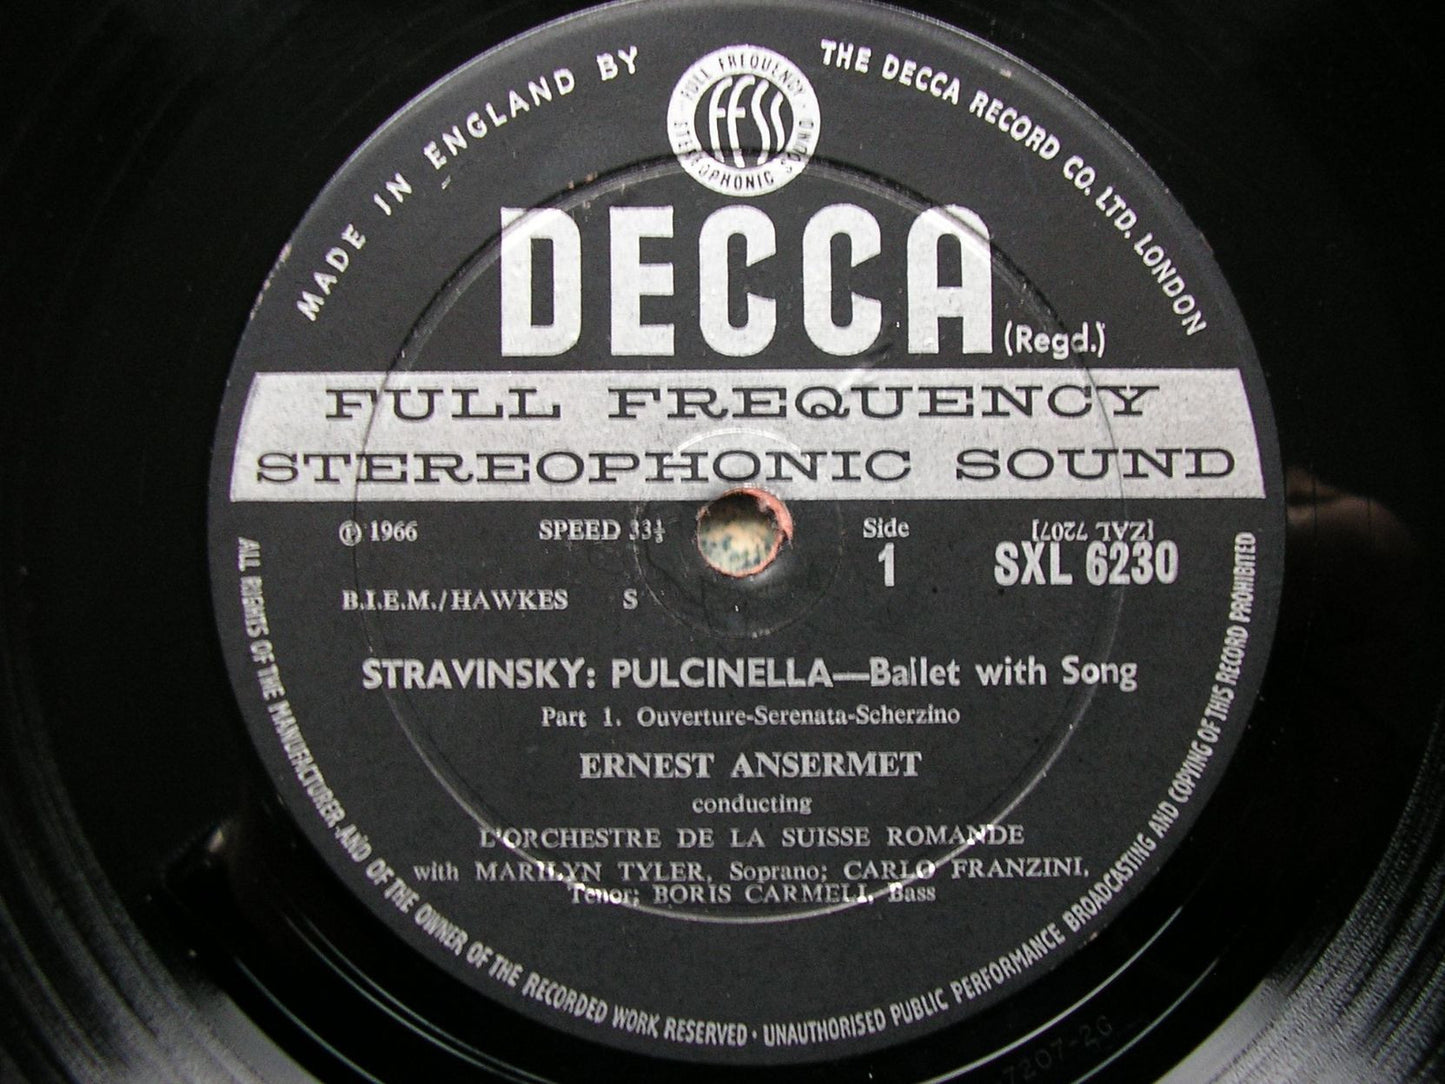 MADE IN ENGLAND BY
THE DECCA RECORD CO. LTD. LONDON
FULL FREQUENCY · STEREOPHONIC SOUND ·
FFSS
DECCA (Regd.)
FULL FREQUENCY
STEREOPHONIC SOUND
℗ 1966 SPEED 33⅓ Side [ZAL 7207]
1 SXL 6230
B.I.E.M./HAWKES S
STRAVINSKY: PULCINELLA—Ballet with Song
Part 1. Ouverture-Serenata-Scherzino
ERNEST ANSERMET
conducting
L'ORCHESTRE DE LA SUISSE ROMANDE
with MARILYN TYLER, Soprano; CARLO FRANZINI,
Tenor; BORIS CARMELI, Bass
ALL RIGHTS OF THE MANUFACTURER AND OF THE OWNER OF THE RECORDED WORK RESERVED · UNAUTHORISED PUBLIC PERFORMANCE BROADCASTING AND COPYING OF THIS RECORD PROHIBITED
7207-2G